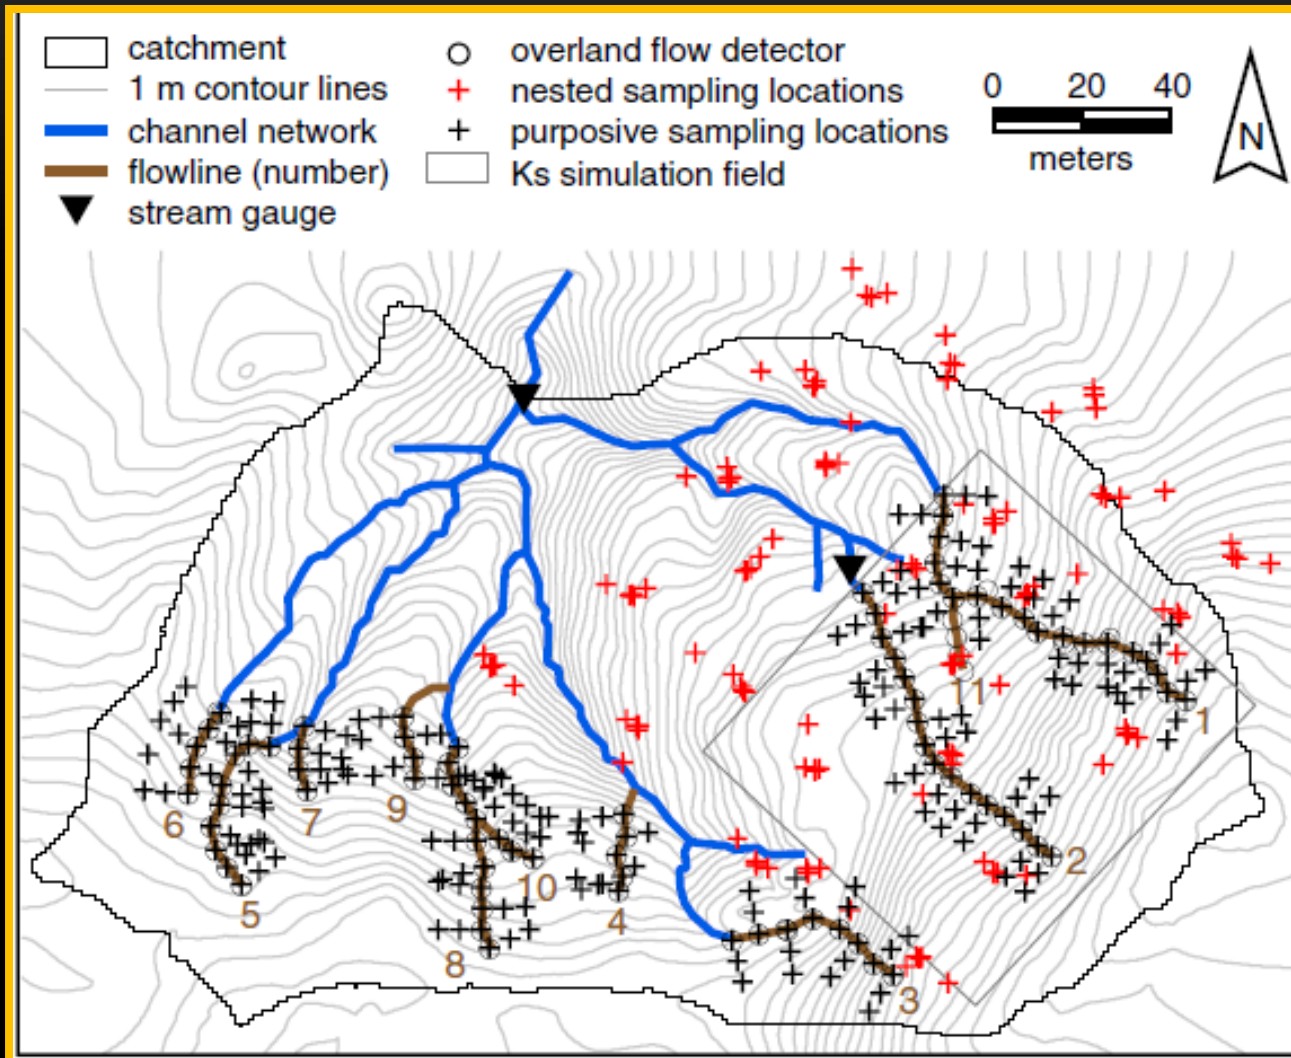 catchment
1 m contour lines
channel network
flowline (number)
stream gauge
overland flow detector
nested sampling locations
purposive sampling locations
Ks simulation field
0 20 40
meters
N
11
1
6
7
9
2
10
5
4
8
3